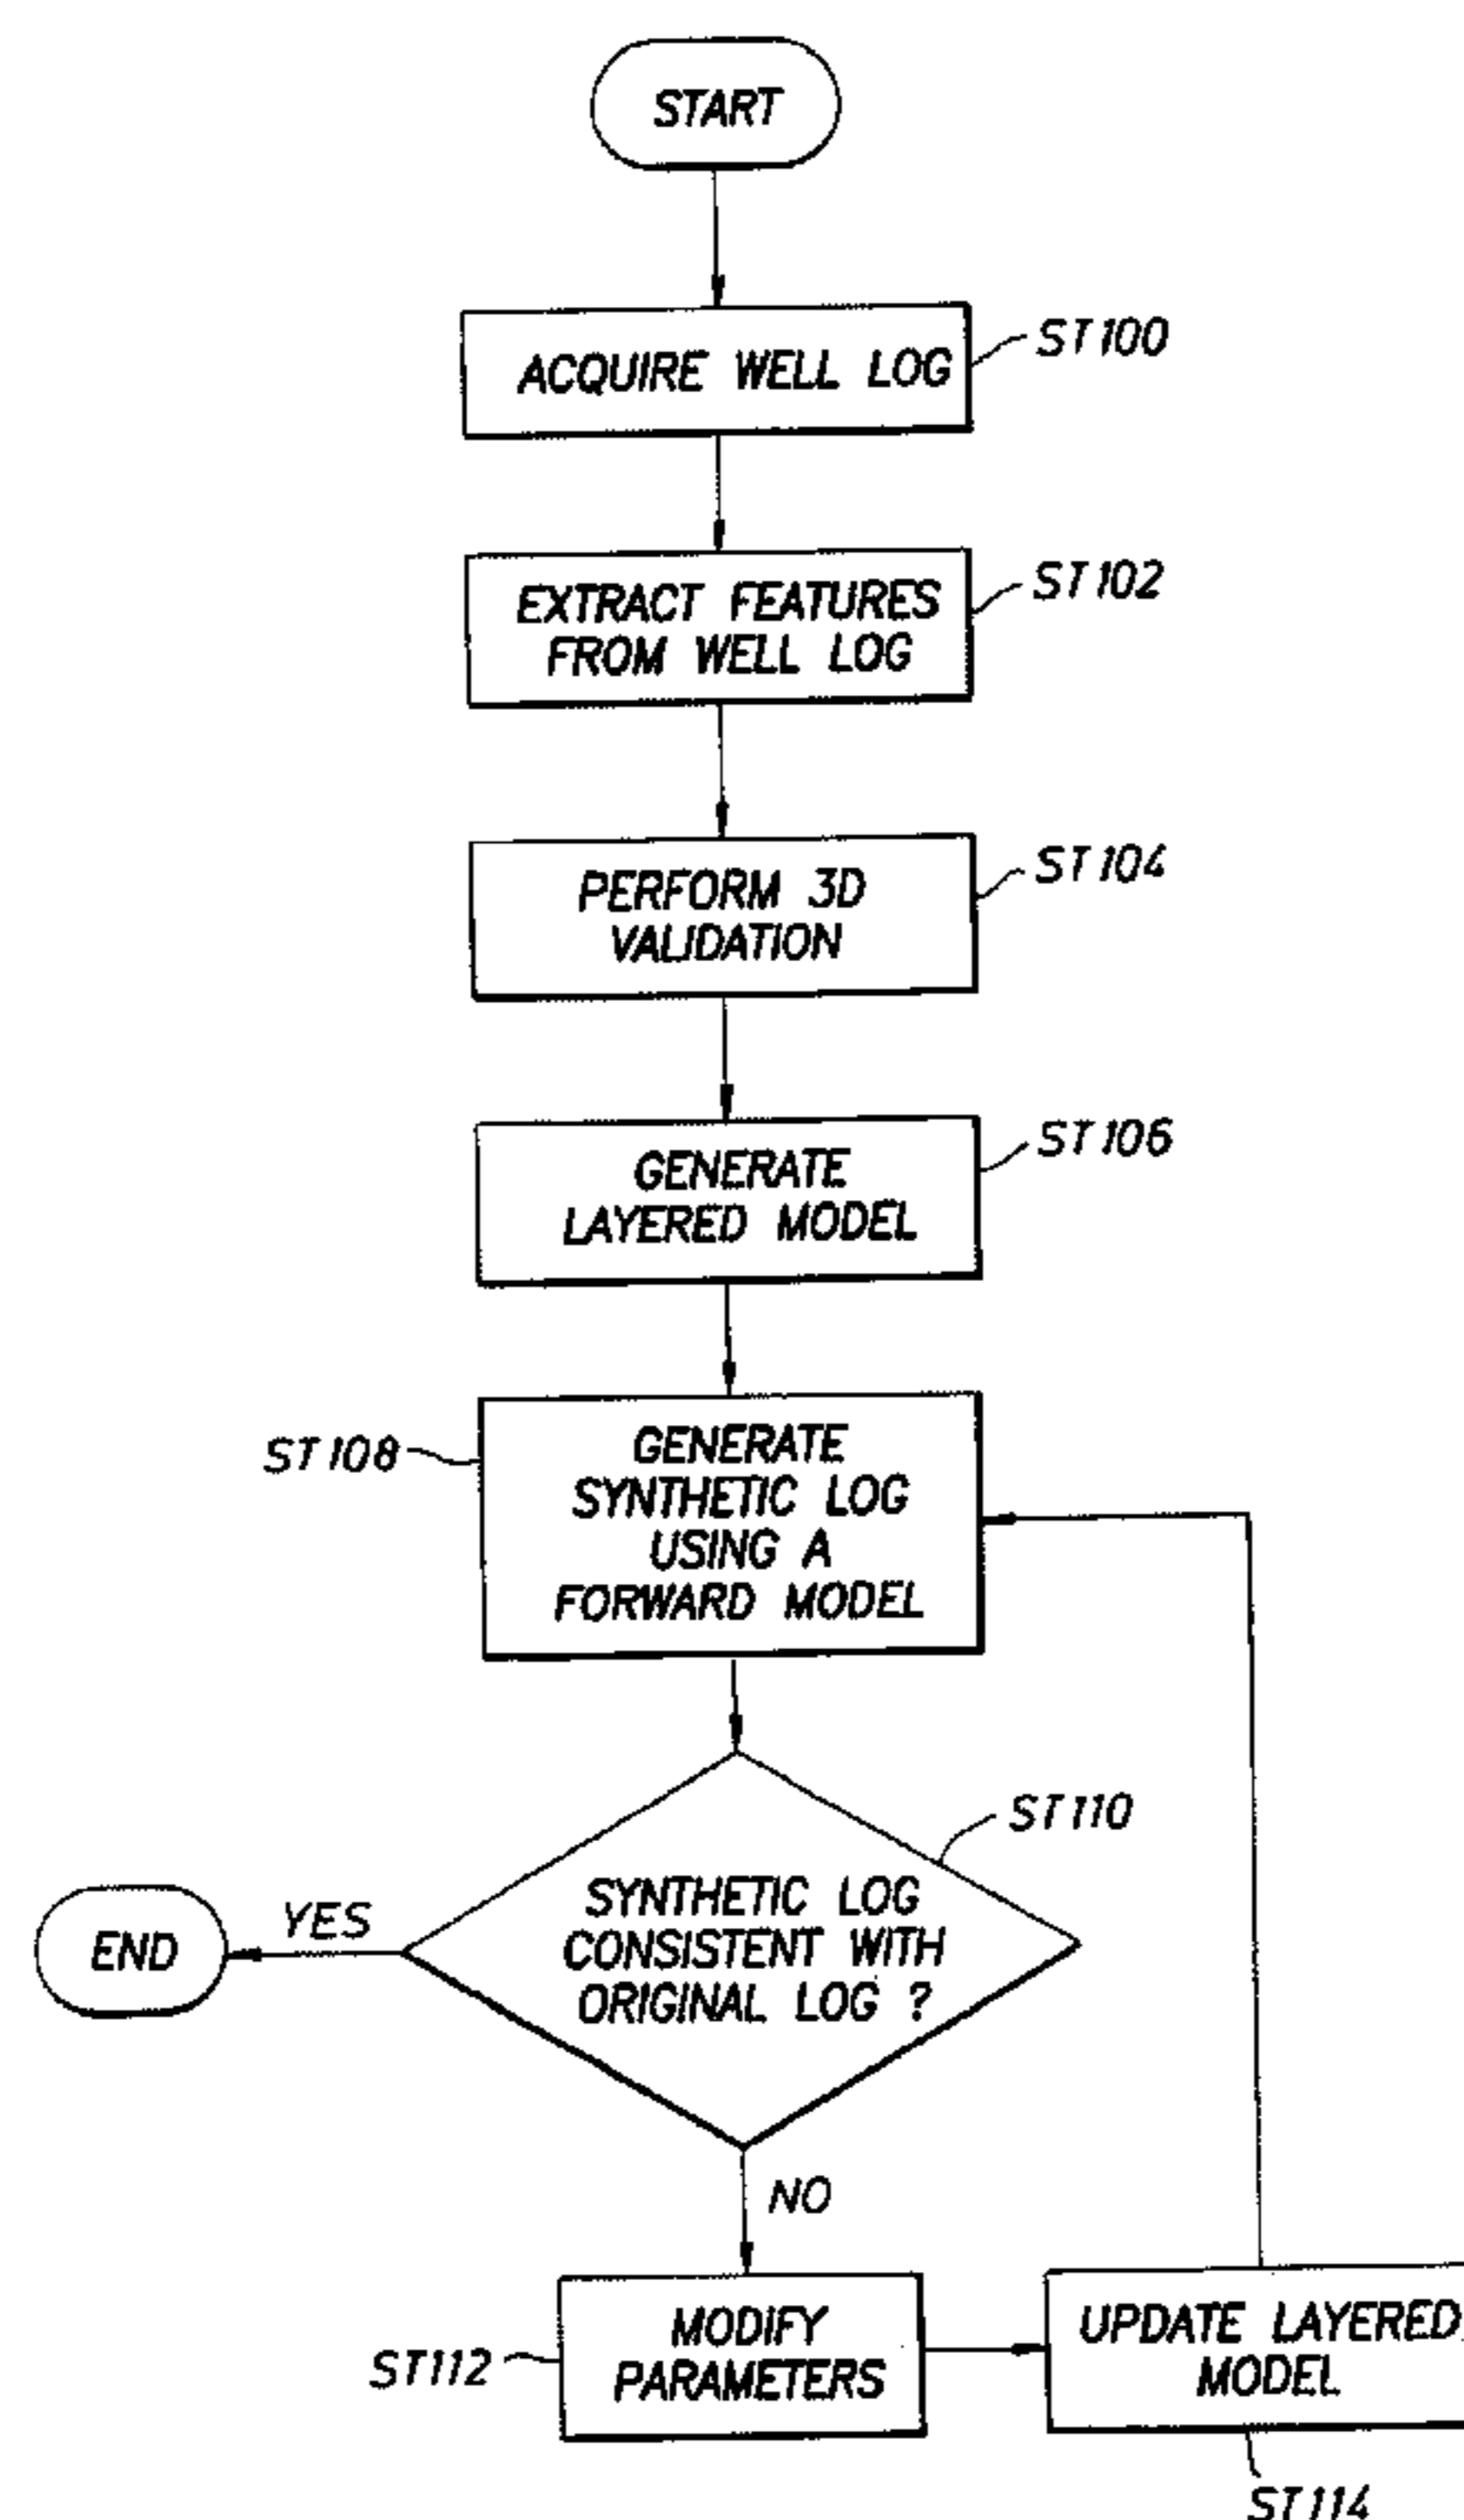 START
ACQUIRE WELL LOG
ST100
EXTRACT FEATURES
FROM WELL LOG
ST102
PERFORM 3D
VALIDATION
ST104
GENERATE
LAYERED MODEL
ST106
ST108
GENERATE
SYNTHETIC LOG
USING A
FORWARD MODEL
ST110
SYNTHETIC LOG
CONSISTENT WITH
ORIGINAL LOG ?
YES
END
NO
ST112
MODIFY
PARAMETERS
UPDATE LAYERED
MODEL
ST114